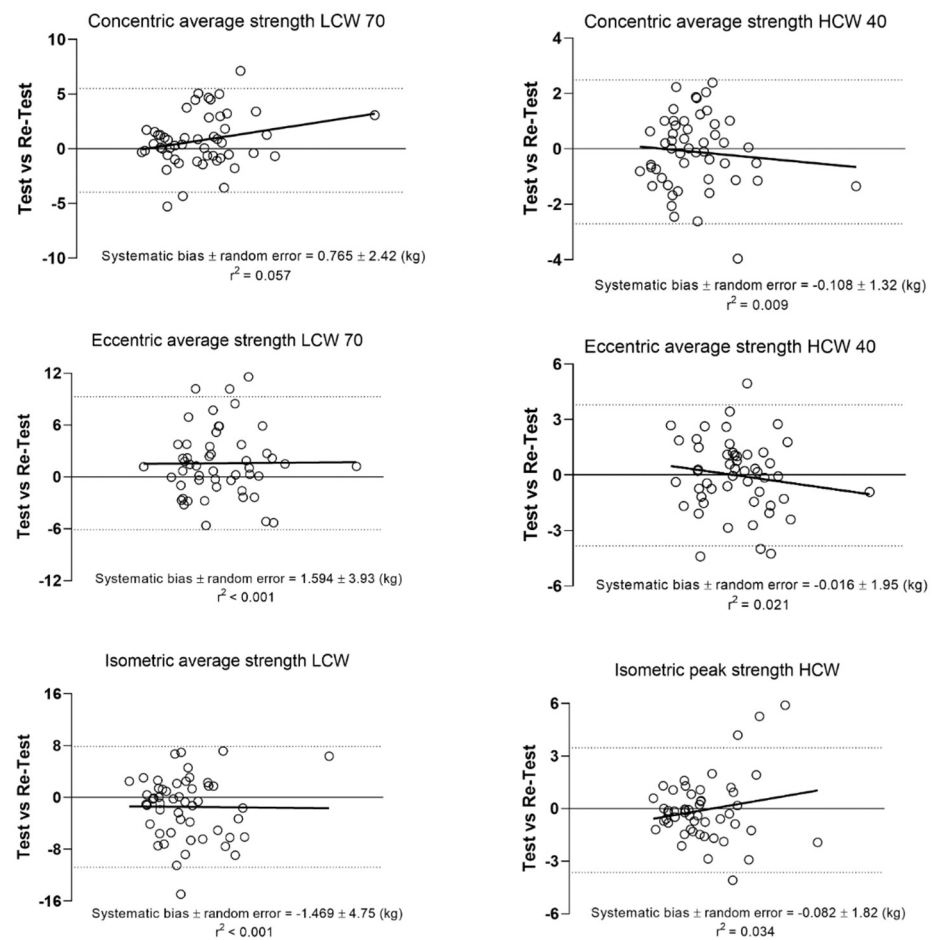 Concentric average strength LCW 70
10
5
0
-5
-10
Test vs Re-Test
Systematic bias ± random error = 0.765 ± 2.42 (kg)
r² = 0.057
Concentric average strength HCW 40
4
2
0
-2
-4
Test vs Re-Test
Systematic bias ± random error = -0.108 ± 1.32 (kg)
r² = 0.009
Eccentric average strength LCW 70
12
6
0
-6
-12
Test vs Re-Test
Systematic bias ± random error = 1.594 ± 3.93 (kg)
r² < 0.001
Eccentric average strength HCW 40
6
3
0
-3
-6
Test vs Re-Test
Systematic bias ± random error = -0.016 ± 1.95 (kg)
r² = 0.021
Isometric average strength LCW
16
8
0
-8
-16
Test vs Re-Test
Systematic bias ± random error = -1.469 ± 4.75 (kg)
r² < 0.001
Isometric peak strength HCW
6
3
0
-3
-6
Test vs Re-Test
Systematic bias ± random error = -0.082 ± 1.82 (kg)
r² = 0.034